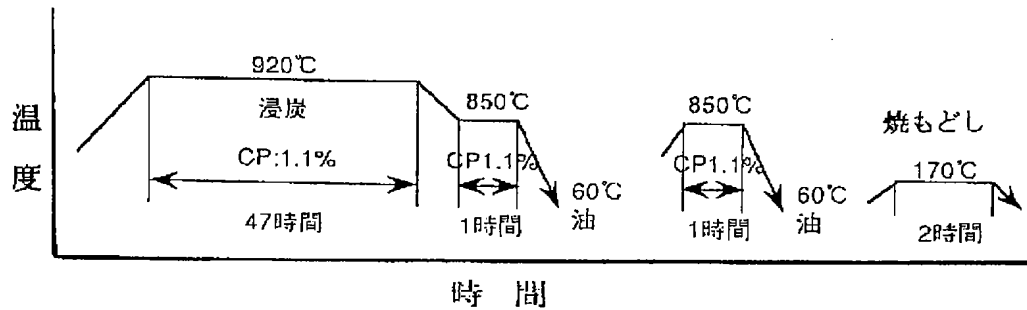 920℃
浸炭
CP:1.1%
47時間
850℃
CP1.1%
1時間
60℃
油
850℃
CP1.1%
1時間
60℃
油
焼もどし
170℃
2時間
温度
時間